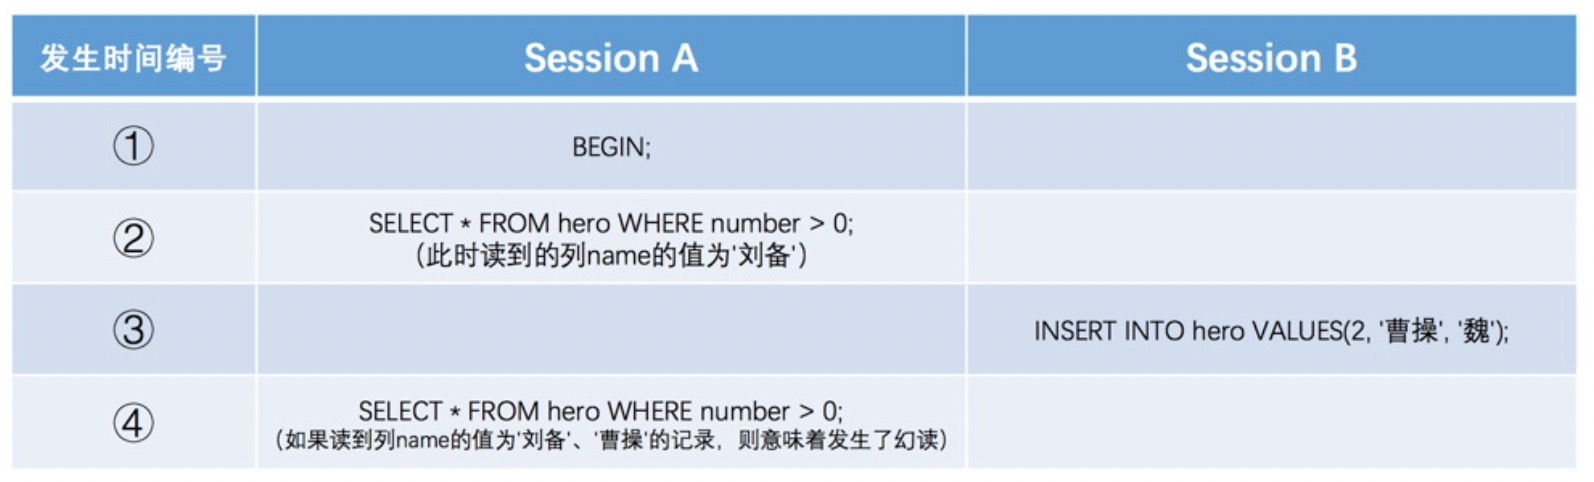 发生时间编号 Session A Session B
① BEGIN;
② SELECT * FROM hero WHERE number > 0;
（此时读到的列name的值为'刘备'）
③ INSERT INTO hero VALUES(2, '曹操', '魏');
④ SELECT * FROM hero WHERE number > 0;
（如果读到列name的值为'刘备'、'曹操'的记录，则意味着发生了幻读）